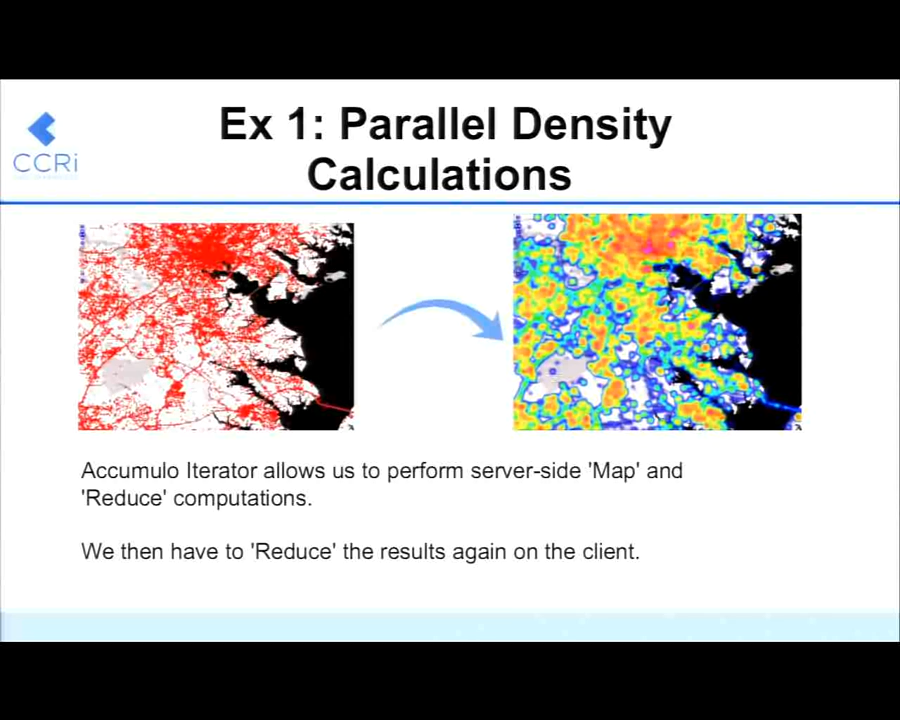 Ex 1: Parallel Density
Calculations
CCRi
Accumulo Iterator allows us to perform server-side 'Map' and
'Reduce' computations.
We then have to 'Reduce' the results again on the client.